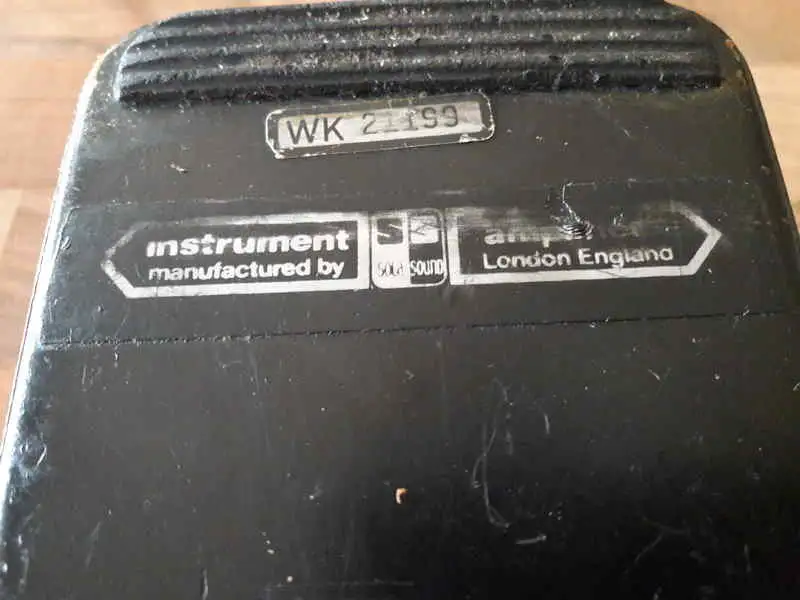 WK 21199
instrument
manufactured by
S S
sola sound
London England